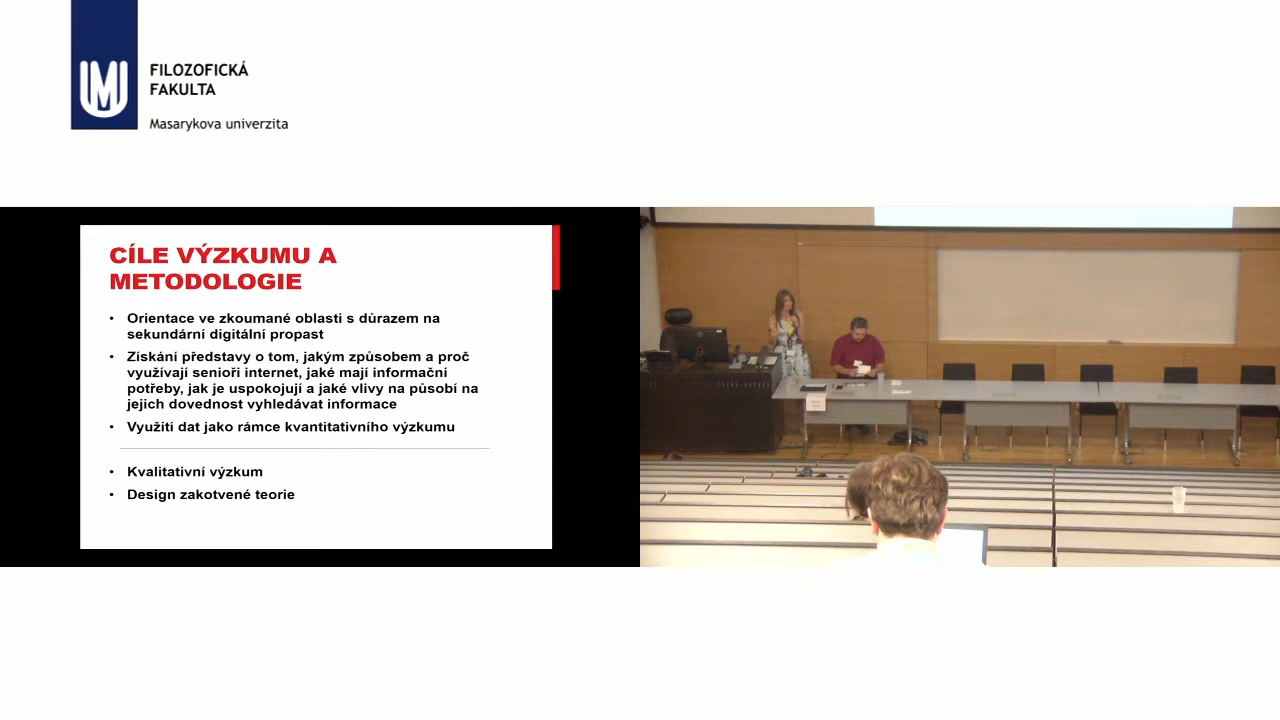 FILOZOFICKÁ
FAKULTA
Masarykova univerzita
CÍLE VÝZKUMU A
METODOLOGIE
• Orientace ve zkoumané oblasti s důrazem na
sekundární digitální propast
• Získání představy o tom, jakým způsobem a proč
využívají senioři internet, jaké mají informační
potřeby, jak je uspokojují a jaké vlivy na působí na
jejich dovednost vyhledávat informace
• Využití dat jako rámce kvantitativního výzkumu
• Kvalitativní výzkum
• Design zakotvené teorie